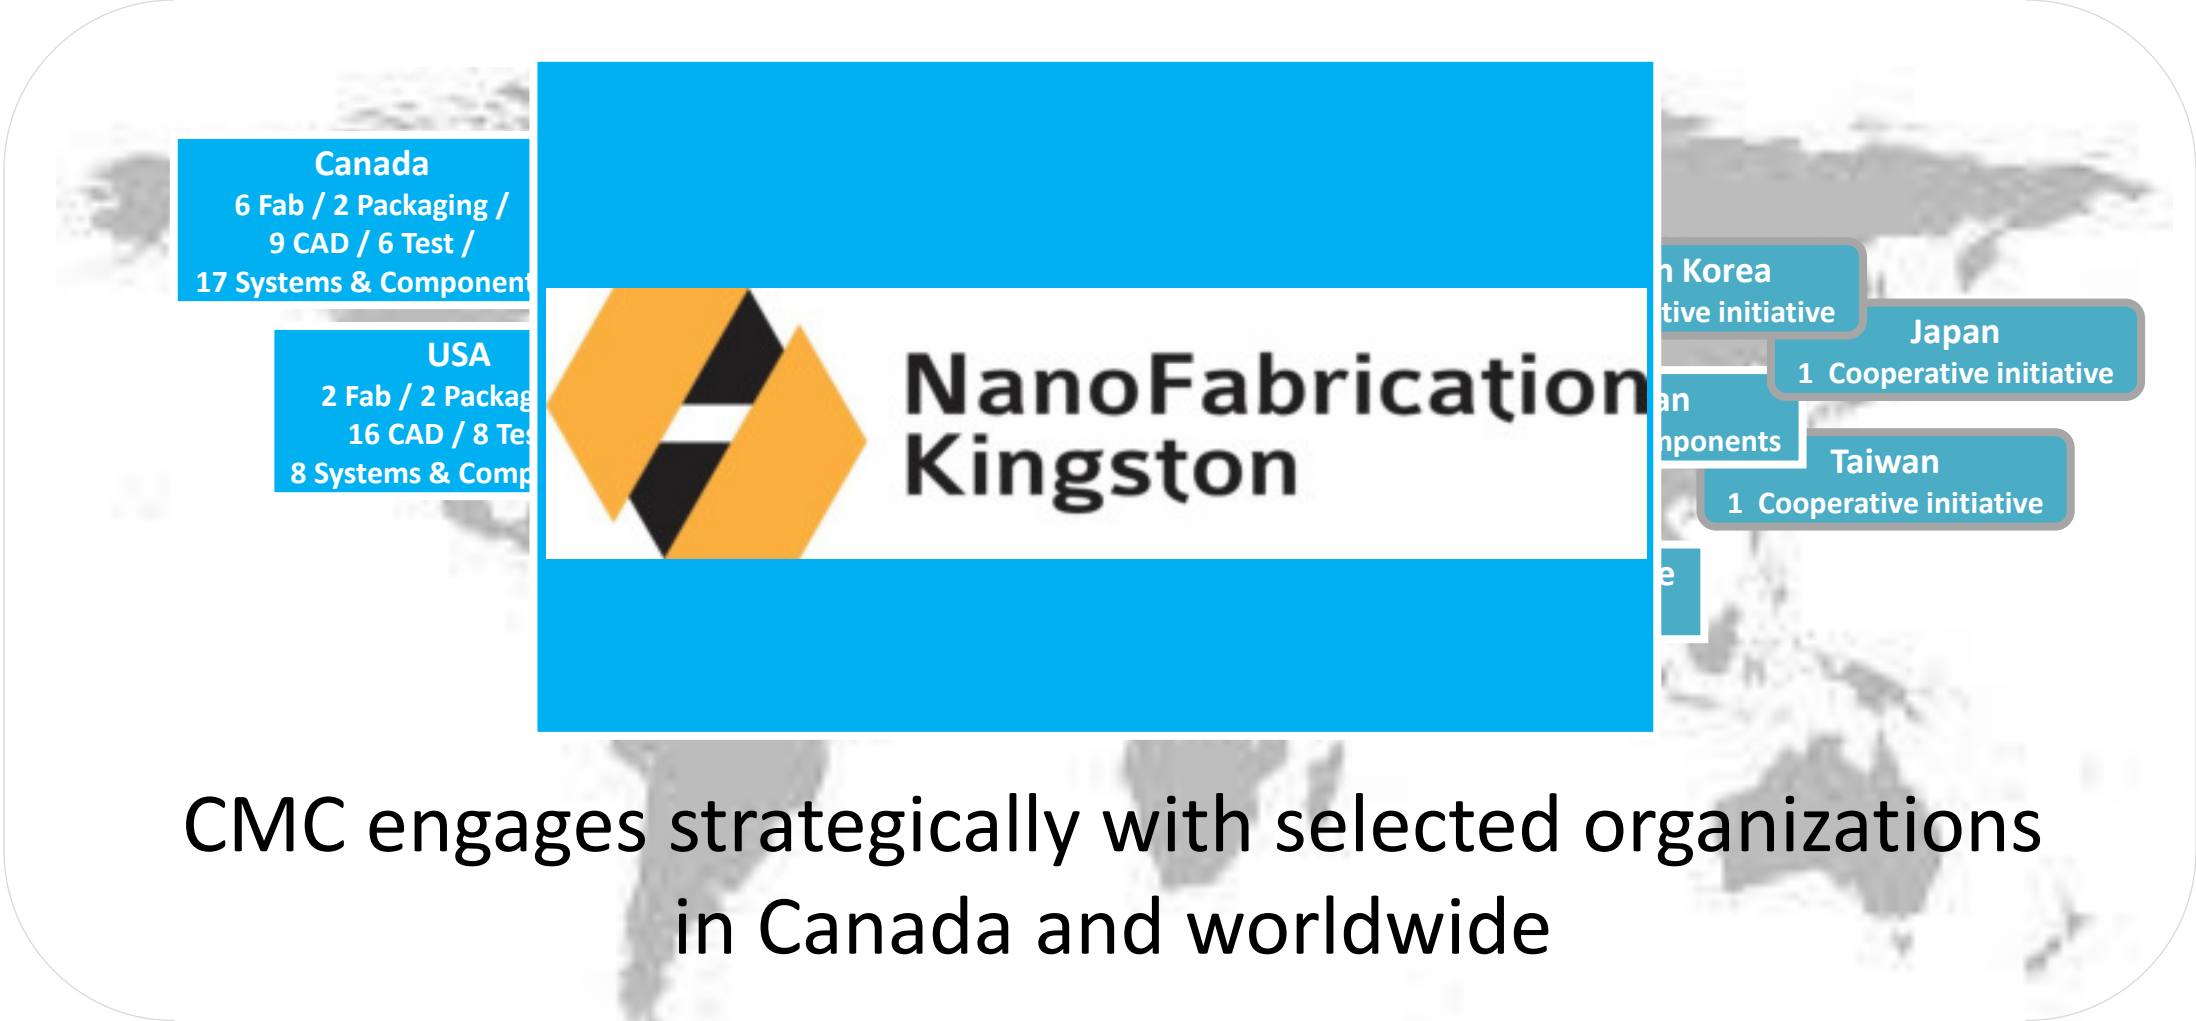 Canada
6 Fab / 2 Packaging /
9 CAD / 6 Test /
17 Systems & Component
USA
2 Fab / 2 Packag
16 CAD / 8 Tes
8 Systems & Comp
NanoFabrication
Kingston
h Korea
tive initiative
Japan
1 Cooperative initiative
an
ponents
Taiwan
1 Cooperative initiative
e
CMC engages strategically with selected organizations
in Canada and worldwide